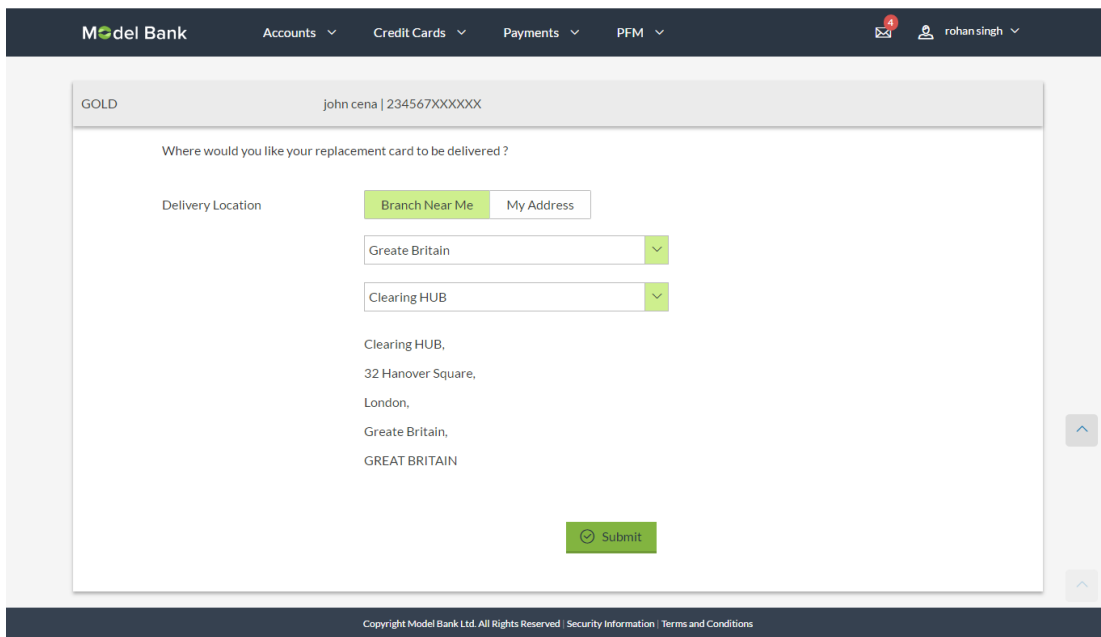 Model Bank Accounts Credit Cards Payments PFM 4 rohan singh
GOLD john cena | 234567XXXXXX
Where would you like your replacement card to be delivered ?
Delivery Location Branch Near Me My Address
Greate Britain
Clearing HUB
Clearing HUB,
32 Hanover Square,
London,
Greate Britain,
GREAT BRITAIN
Submit
Copyright Model Bank Ltd. All Rights Reserved | Security Information | Terms and Conditions